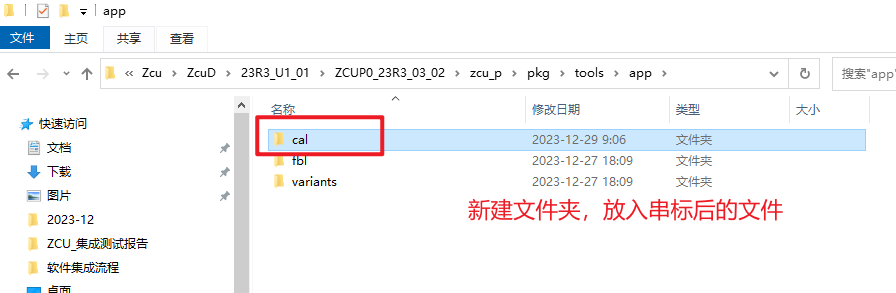 app
文件 主页 共享 查看
« Zcu > ZcuD > 23R3_U1_01 > ZCUP0_23R3_03_02 > zcu_p > pkg > tools > app > 搜索"app"
名称 修改日期 类型 大小
快速访问
文档
下载
图片
2023-12
ZCU_集成测试报告
软件集成流程
桌面
cal 2023-12-29 9:06 文件夹
fbl 2023-12-27 18:09 文件夹
variants 2023-12-27 18:09 文件夹
新建文件夹，放入串标后的文件